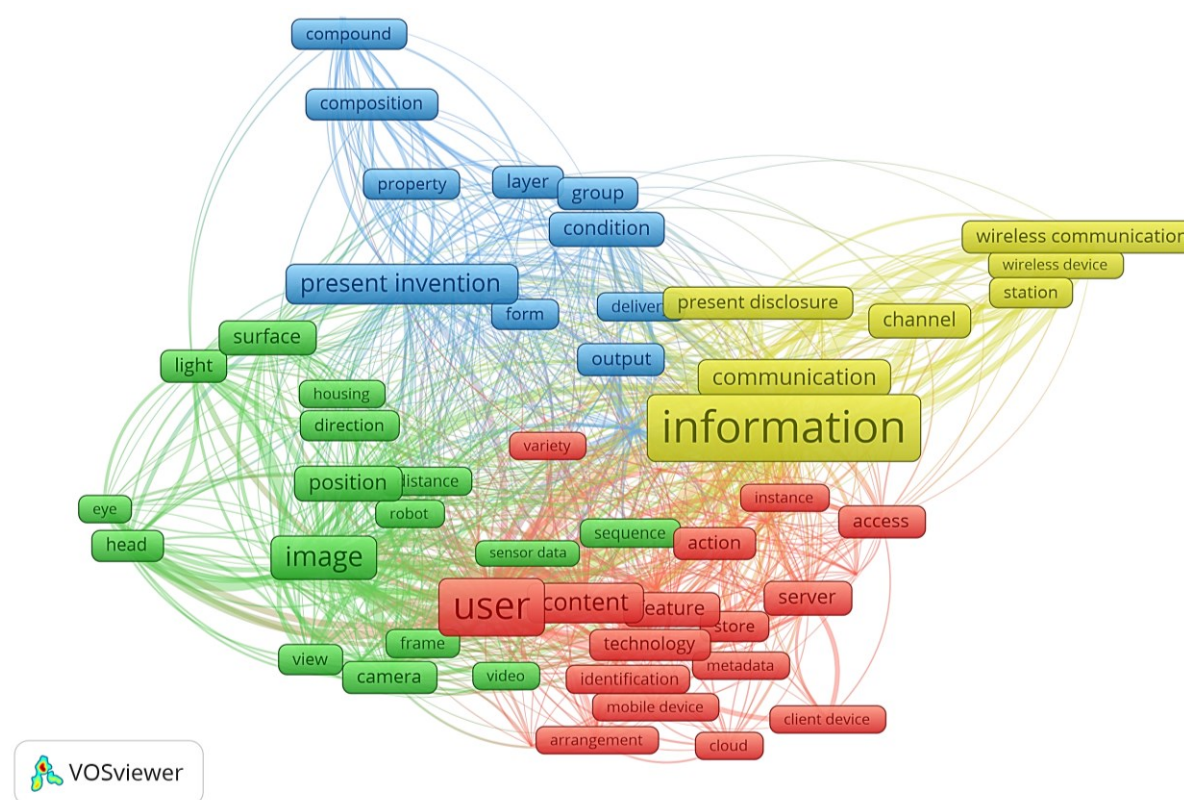 compound
composition
property
layer
group
condition
wireless communication
wireless device
station
present invention
form
deliver
present disclosure
channel
surface
light
output
communication
housing
direction
information
variety
position
distance
robot
instance
access
eye
head
image
sensor data
sequence
action
user
content
feature
server
store
technology
frame
view
camera
video
identification
metadata
mobile device
client device
arrangement
cloud
VOSviewer